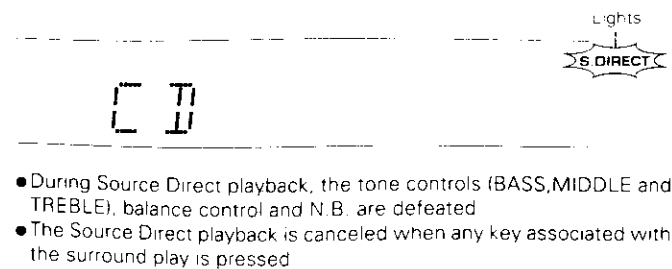 Lights
S.DIRECT
CD
●During Source Direct playback, the tone controls (BASS,MIDDLE and
TREBLE), balance control and N.B. are defeated
●The Source Direct playback is canceled when any key associated with
the surround play is pressed